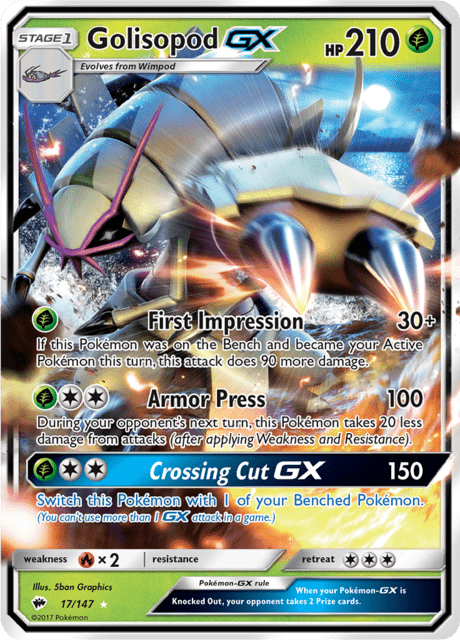 STAGE 1 Golisopod GX HP 210
Evolves from Wimpod
First Impression 30+
If this Pokémon was on the Bench and became your Active
Pokémon this turn, this attack does 90 more damage.
Armor Press 100
During your opponent's next turn, this Pokémon takes 20 less
damage from attacks (after applying Weakness and Resistance).
Crossing Cut GX 150
Switch this Pokémon with 1 of your Benched Pokémon.
(You can't use more than 1 GX attack in a game.)
weakness ×2 resistance retreat
Illus. 5ban Graphics
17/147
©2017 Pokémon
Pokémon-GX rule
When your Pokémon-GX is
Knocked Out, your opponent takes 2 Prize cards.